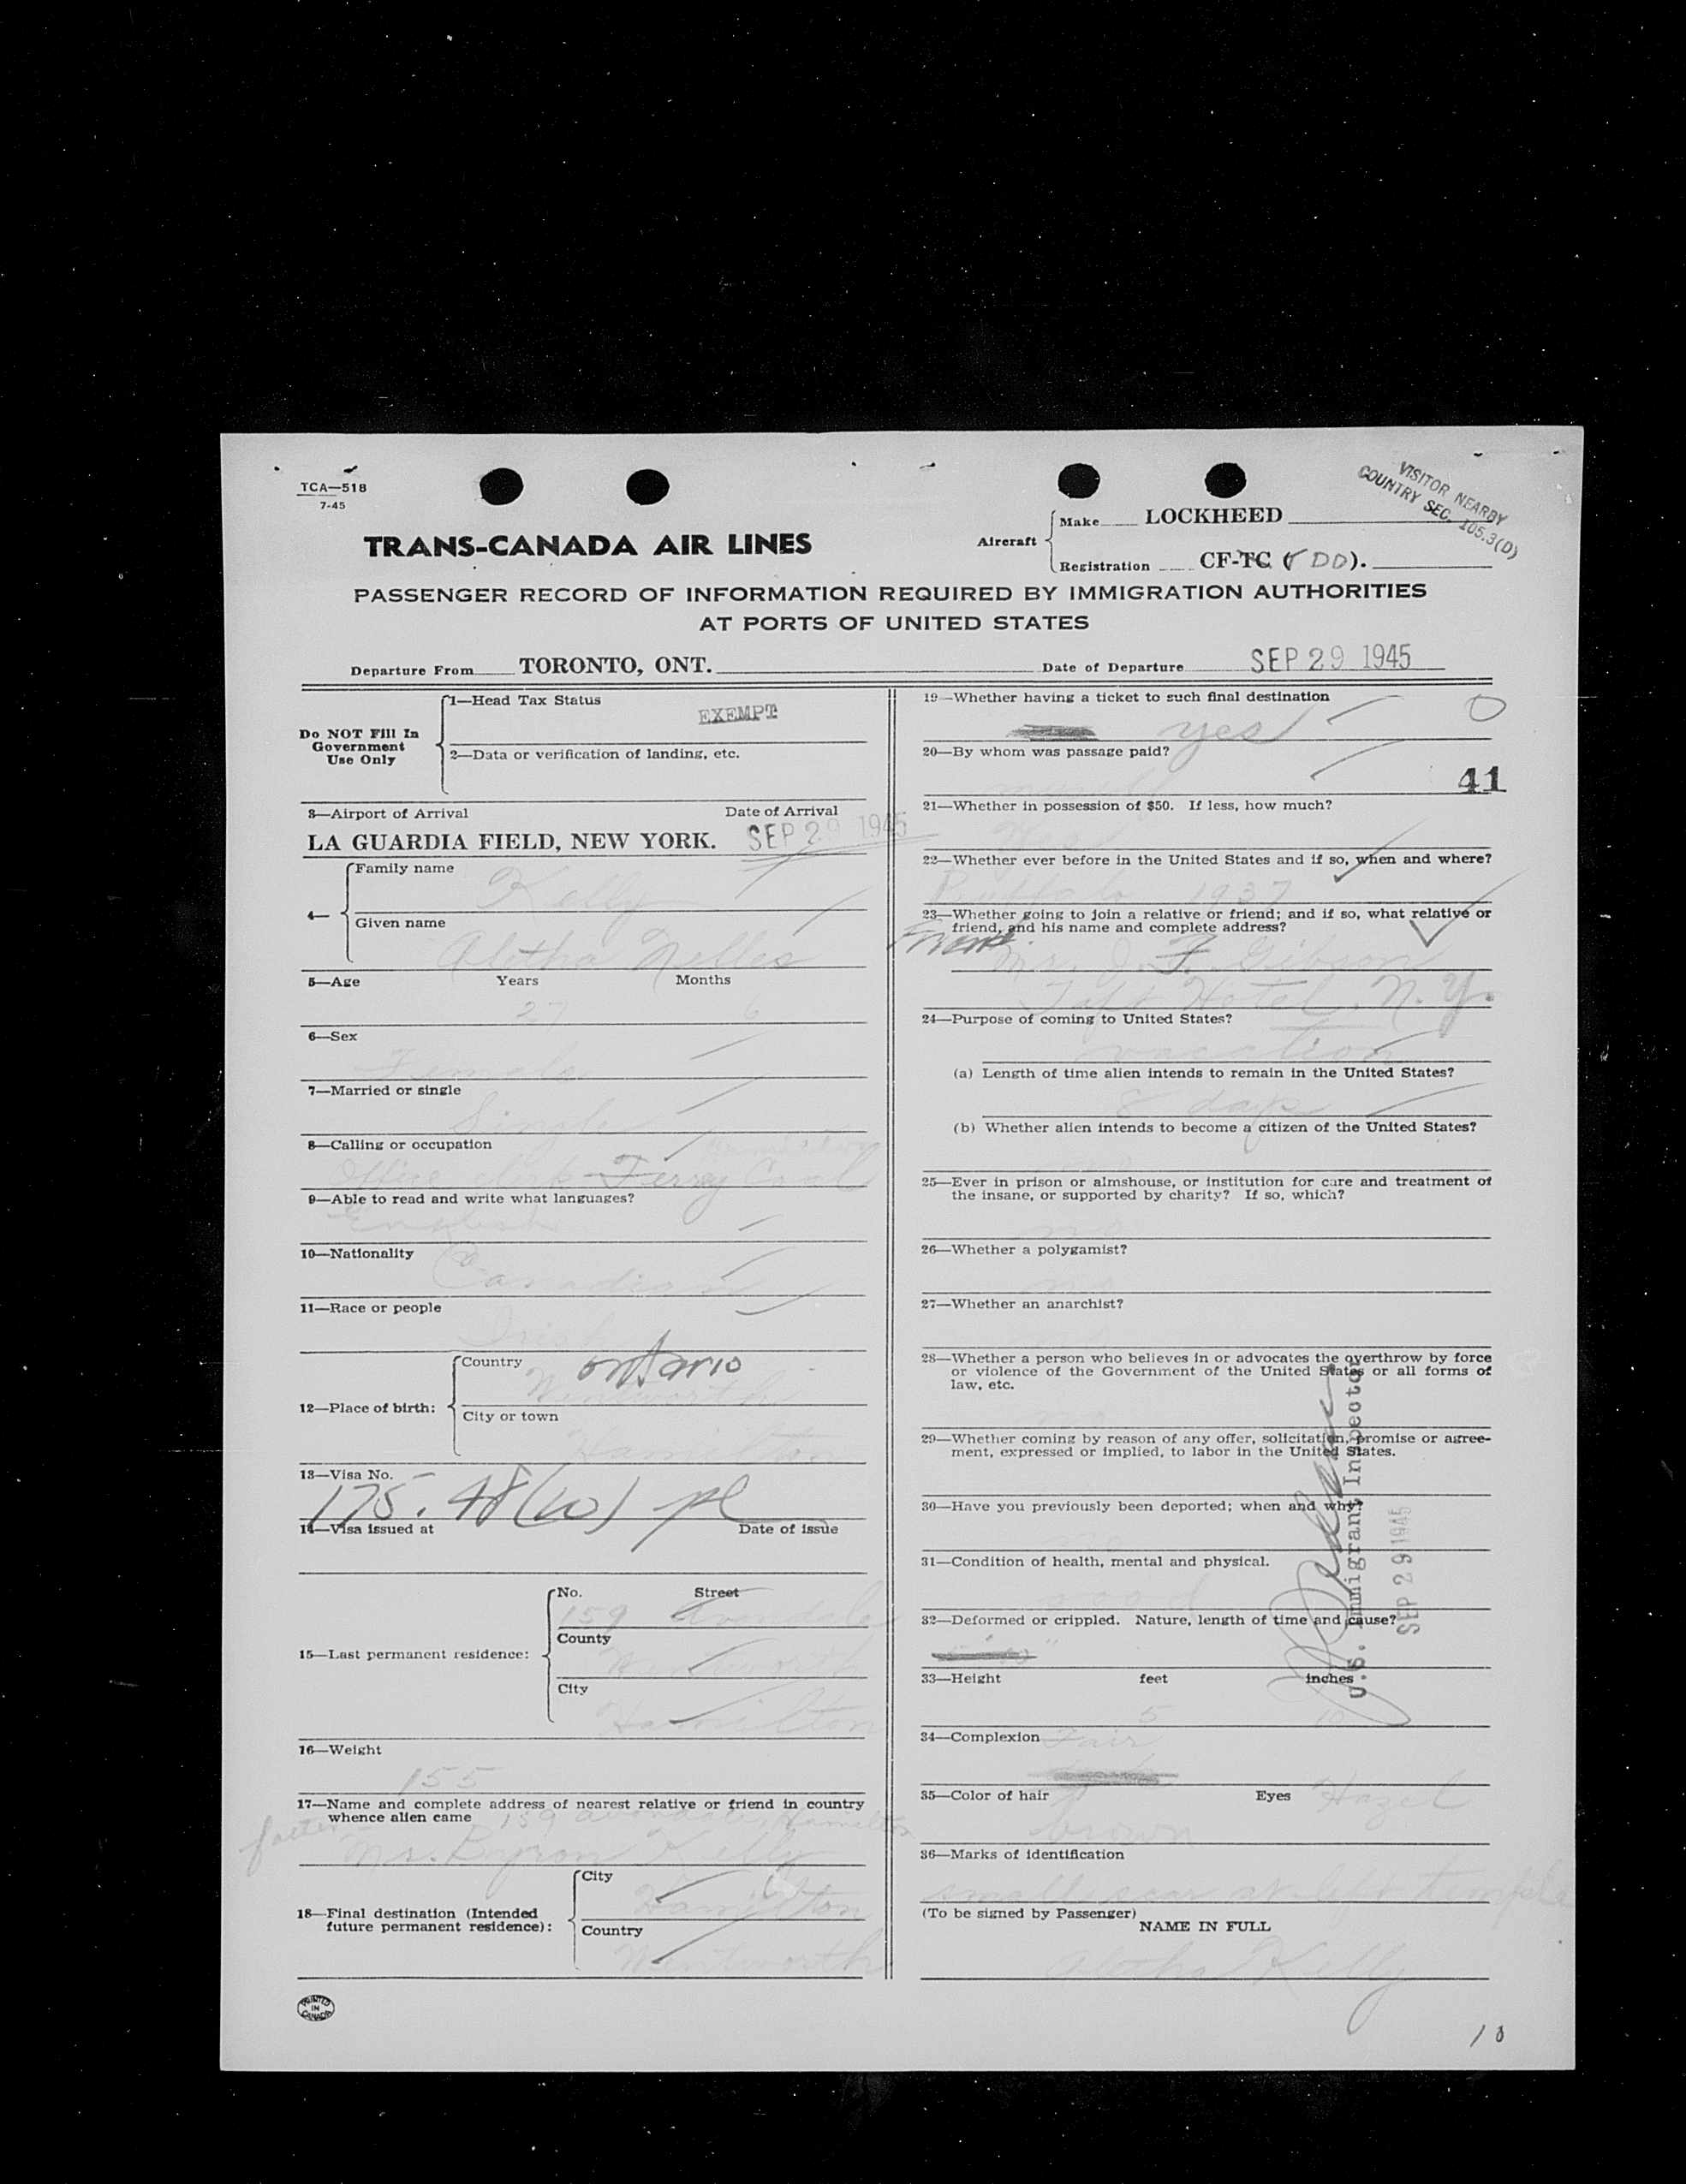 TCA—518
7-45
VISITOR NEARBY
COUNTRY SEC. 105.3(D)
TRANS-CANADA AIR LINES
Aircraft
Make LOCKHEED
Registration CF-TC ( DD).
PASSENGER RECORD OF INFORMATION REQUIRED BY IMMIGRATION AUTHORITIES
AT PORTS OF UNITED STATES
Departure From TORONTO, ONT. Date of Departure SEP 29 1945
Do NOT Fill In
Government
Use Only
1—Head Tax Status
EXEMPT
2—Data or verification of landing, etc.
3—Airport of Arrival Date of Arrival
LA GUARDIA FIELD, NEW YORK. SEP 29 1945
4—
Family name
Kelly
Given name
Alitha Nelles
5—Age Years Months
27 6
6—Sex
Female
7—Married or single
Single
8—Calling or occupation
Office clerk - Coal
9—Able to read and write what languages?
English
10—Nationality
Canadian
11—Race or people
Irish
12—Place of birth:
Country ontario
Wentworth
City or town
Hamilton
13—Visa No.
175.48(w) pl
14—Visa issued at Date of issue
15—Last permanent residence:
No. Street
159 Avondale
County
Wentworth
City
Hamilton
16—Weight
155
17—Name and complete address of nearest relative or friend in country
whence alien came 159 Avondale, Hamilton
Mr. Byron Kelly
18—Final destination (Intended
future permanent residence):
City
Hamilton
Country
Wentworth
PRINTED
IN
CANADA
19—Whether having a ticket to such final destination
yes 0
20—By whom was passage paid?
myself
41
21—Whether in possession of $50. If less, how much?
Yes
22—Whether ever before in the United States and if so, when and where?
Buffalo 1937
23—Whether going to join a relative or friend; and if so, what relative or
friend, and his name and complete address?
Friend
Mr. J. F. Gibson
Taft Hotel, N.Y.
24—Purpose of coming to United States?
vacation
(a) Length of time alien intends to remain in the United States?
8 days
(b) Whether alien intends to become a citizen of the United States?
25—Ever in prison or almshouse, or institution for care and treatment of
the insane, or supported by charity? If so, which?
no
26—Whether a polygamist?
no
27—Whether an anarchist?
28—Whether a person who believes in or advocates the overthrow by force
or violence of the Government of the United States or all forms of
law, etc.
29—Whether coming by reason of any offer, solicitation, promise or agree-
ment, expressed or implied, to labor in the United States.
30—Have you previously been deported; when and why?
31—Condition of health, mental and physical.
good
32—Deformed or crippled. Nature, length of time and cause?
U.S. Immigrant Inspector
SEP 29 1945
33—Height feet inches
5 10
34—Complexion Fair
35—Color of hair Eyes Hazel
brown
36—Marks of identification
small scar at left temple
(To be signed by Passenger)
NAME IN FULL
Alitha Kelly
10